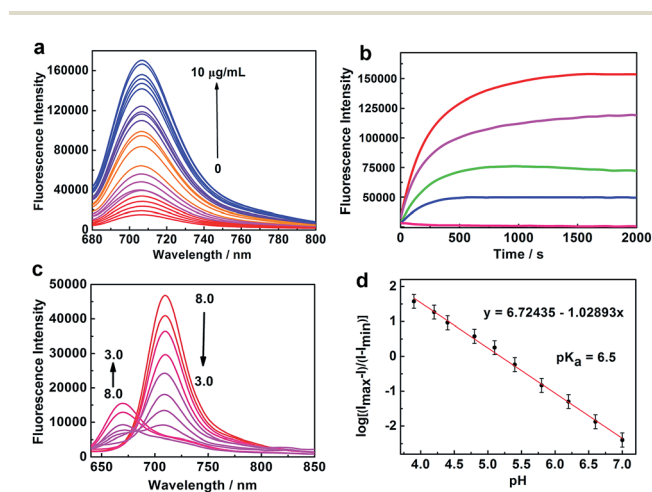 a
10 µg/mL
0
160000
120000
80000
40000
0
Fluorescence Intensity
680 700 720 740 760 780 800
Wavelength / nm
b
150000
125000
100000
75000
50000
Fluorescence Intensity
0 500 1000 1500 2000
Time / s
c
8.0
3.0
3.0
8.0
50000
40000
30000
20000
10000
0
Fluorescence Intensity
650 700 750 800 850
Wavelength / nm
d
y = 6.72435 - 1.02893x
pKa = 6.5
2
1
0
-1
-2
log[(Imax-I)/(I-Imin)]
4.0 4.5 5.0 5.5 6.0 6.5 7.0
pH